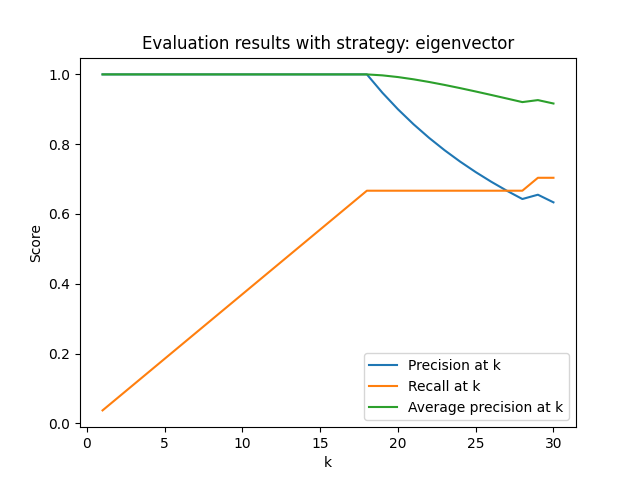 Evaluation results with strategy: eigenvector
1.0
0.8
0.6
0.4
0.2
0.0
Score
0 5 10 15 20 25 30
k
Precision at k
Recall at k
Average precision at k